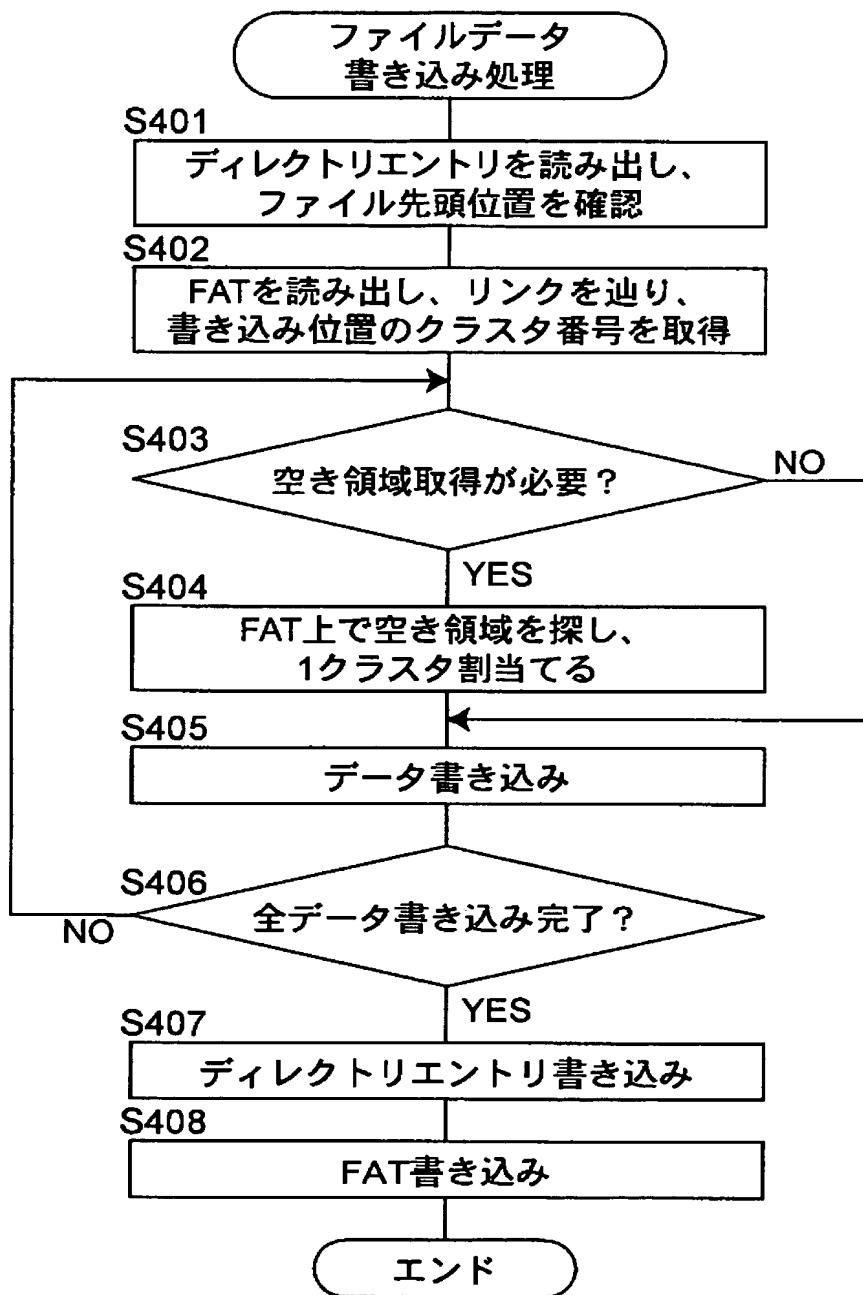 ファイルデータ
書き込み処理
S401
ディレクトリエントリを読み出し、
ファイル先頭位置を確認
S402
FATを読み出し、リンクを辿り、
書き込み位置のクラスタ番号を取得
S403
空き領域取得が必要?
NO
YES
S404
FAT上で空き領域を探し、
1クラスタ割当てる
S405
データ書き込み
S406
全データ書き込み完了?
NO
YES
S407
ディレクトリエントリ書き込み
S408
FAT書き込み
エンド